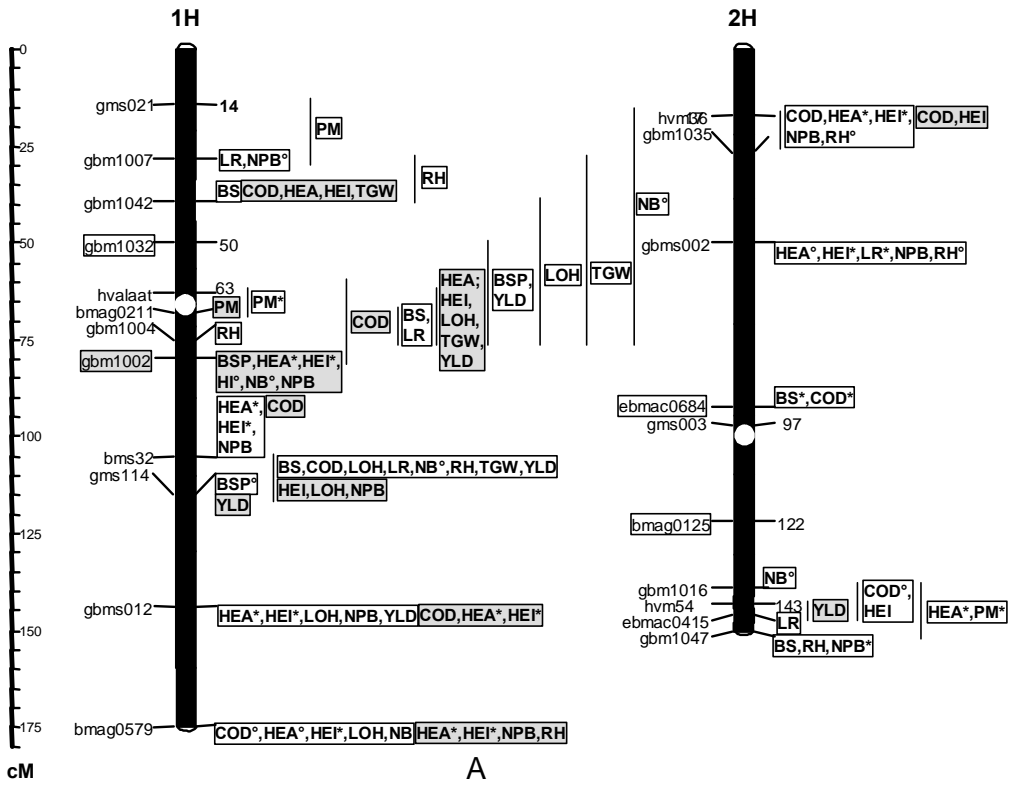 1H
2H
0
25
50
75
100
125
150
175
cM
gms021
14
PM
gbm1007
LR,NPB°
RH
gbm1042
BS
COD,HEA,HEI,TGW
gbm1032
50
hvalaat
63
PM
PM*
bmag0211
gbm1004
RH
gbm1002
BSP,HEA*,HEI*,
HI°,NB°,NPB
COD
BS,
LR
HEA;
HEI,
LOH,
TGW,
YLD
BSP,
YLD
LOH
TGW
NB°
HEA*,
HEI*,
NPB
COD
bms32
gms114
BS,COD,LOH,LR,NB°,RH,TGW,YLD
HEI,LOH,NPB
BSP°
YLD
gbms012
HEA*,HEI*,LOH,NPB,YLD
COD,HEA*,HEI*
bmag0579
COD°,HEA°,HEI*,LOH,NB
HEA*,HEI*,NPB,RH
gbm1035
COD,HEA*,HEI*,
NPB,RH°
COD,HEI
gbms002
HEA°,HEI*,LR*,NPB,RH°
ebmac0684
BS*,COD*
gms003
97
bmag0125
122
gbm1016
NB°
hvm54
143
ebmac0415
LR
gbm1047
BS,RH,NPB*
YLD
COD°,
HEI
HEA*,PM*
A